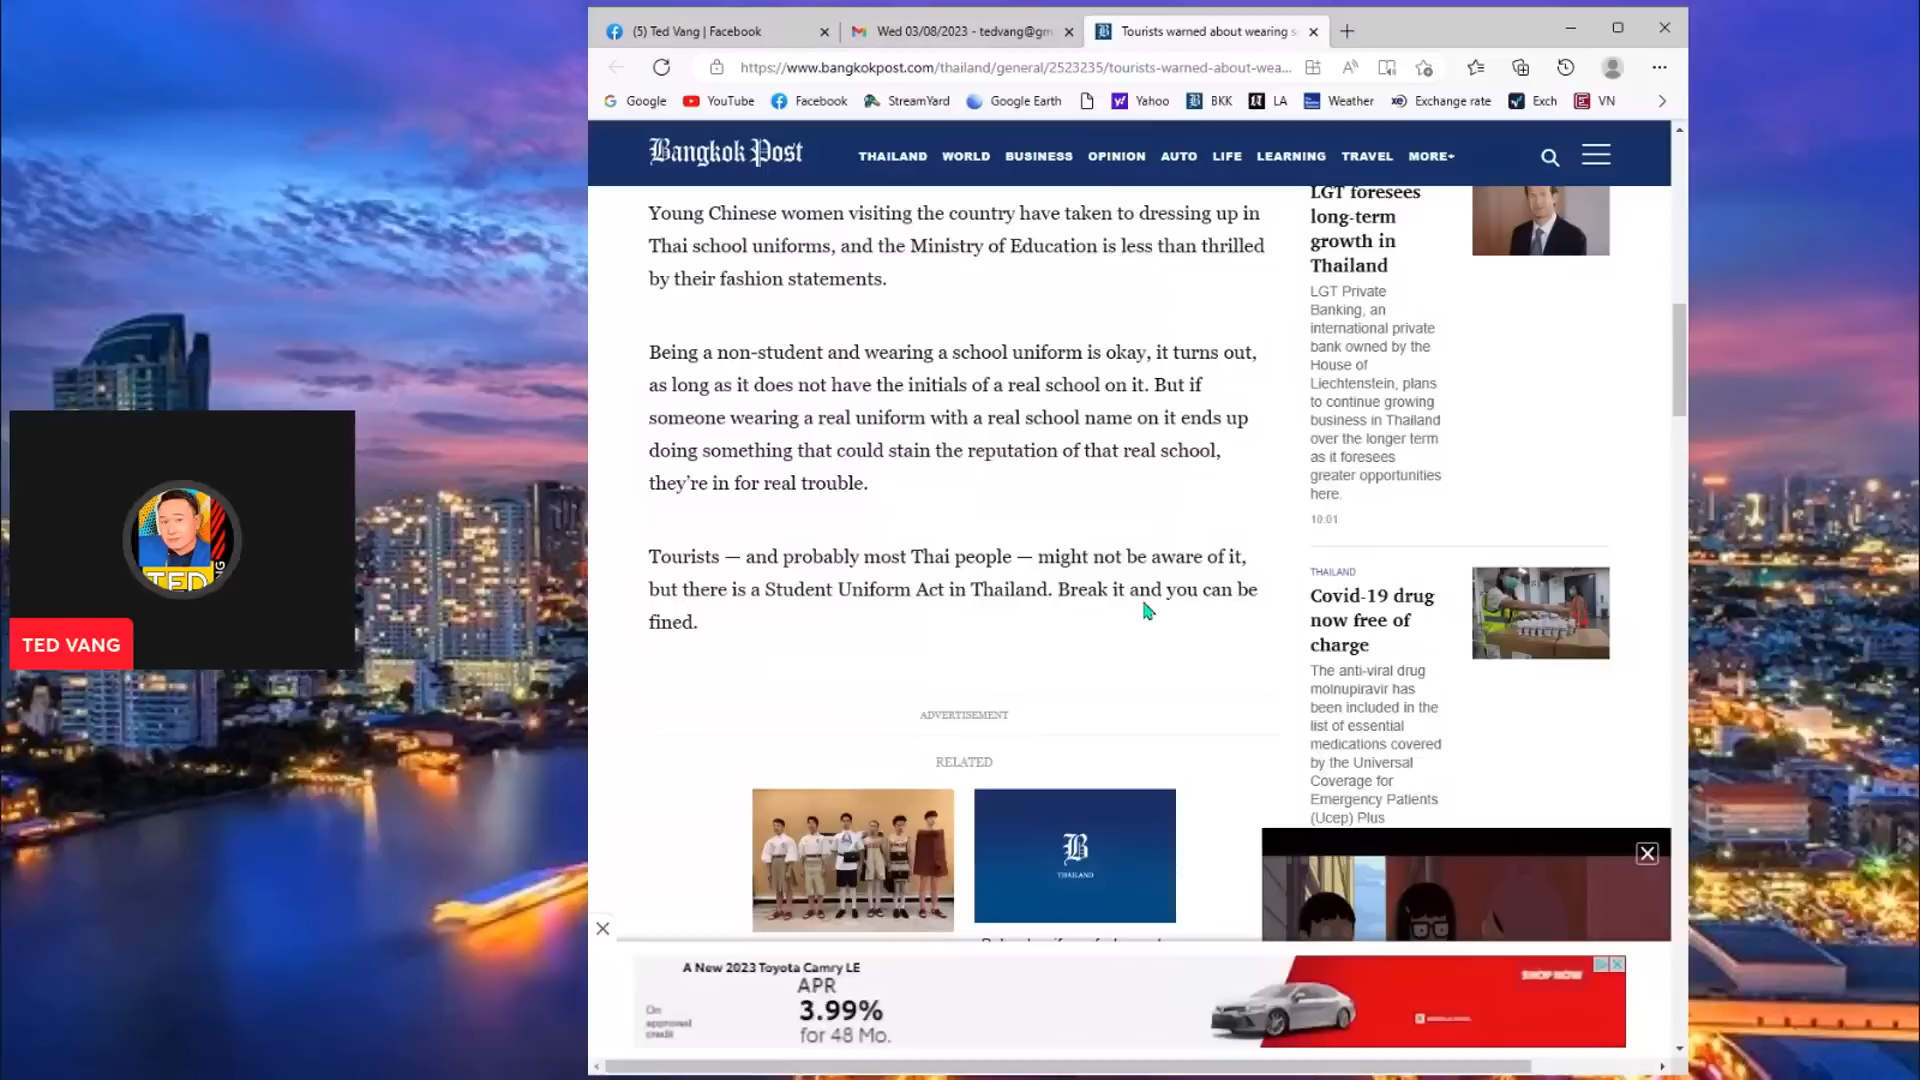 (5) Ted Vang | Facebook
Wed 03/08/2023 - tedvang@gm
Tourists warned about wearing s
https://www.bangkokpost.com/thailand/general/2523235/tourists-warned-about-wea...
Google YouTube Facebook StreamYard Google Earth Yahoo BKK LA Weather Exchange rate Exch VN
Bangkok Post
THAILAND WORLD BUSINESS OPINION AUTO LIFE LEARNING TRAVEL MORE+
Young Chinese women visiting the country have taken to dressing up in
Thai school uniforms, and the Ministry of Education is less than thrilled
by their fashion statements.
Being a non-student and wearing a school uniform is okay, it turns out,
as long as it does not have the initials of a real school on it. But if
someone wearing a real uniform with a real school name on it ends up
doing something that could stain the reputation of that real school,
they're in for real trouble.
Tourists — and probably most Thai people — might not be aware of it,
but there is a Student Uniform Act in Thailand. Break it and you can be
fined.
ADVERTISEMENT
RELATED
B
THAILAND
LGT foresees
long-term
growth in
Thailand
LGT Private
Banking, an
international private
bank owned by the
House of
Liechtenstein, plans
to continue growing
business in Thailand
over the longer term
as it foresees
greater opportunities
here.
10:01
THAILAND
Covid-19 drug
now free of
charge
The anti-viral drug
molnupiravir has
been included in the
list of essential
medications covered
by the Universal
Coverage for
Emergency Patients
(Ucep) Plus
A New 2023 Toyota Camry LE
APR
3.99%
for 48 Mo.
On
approved
credit
SHOP NOW
TED
TED VANG